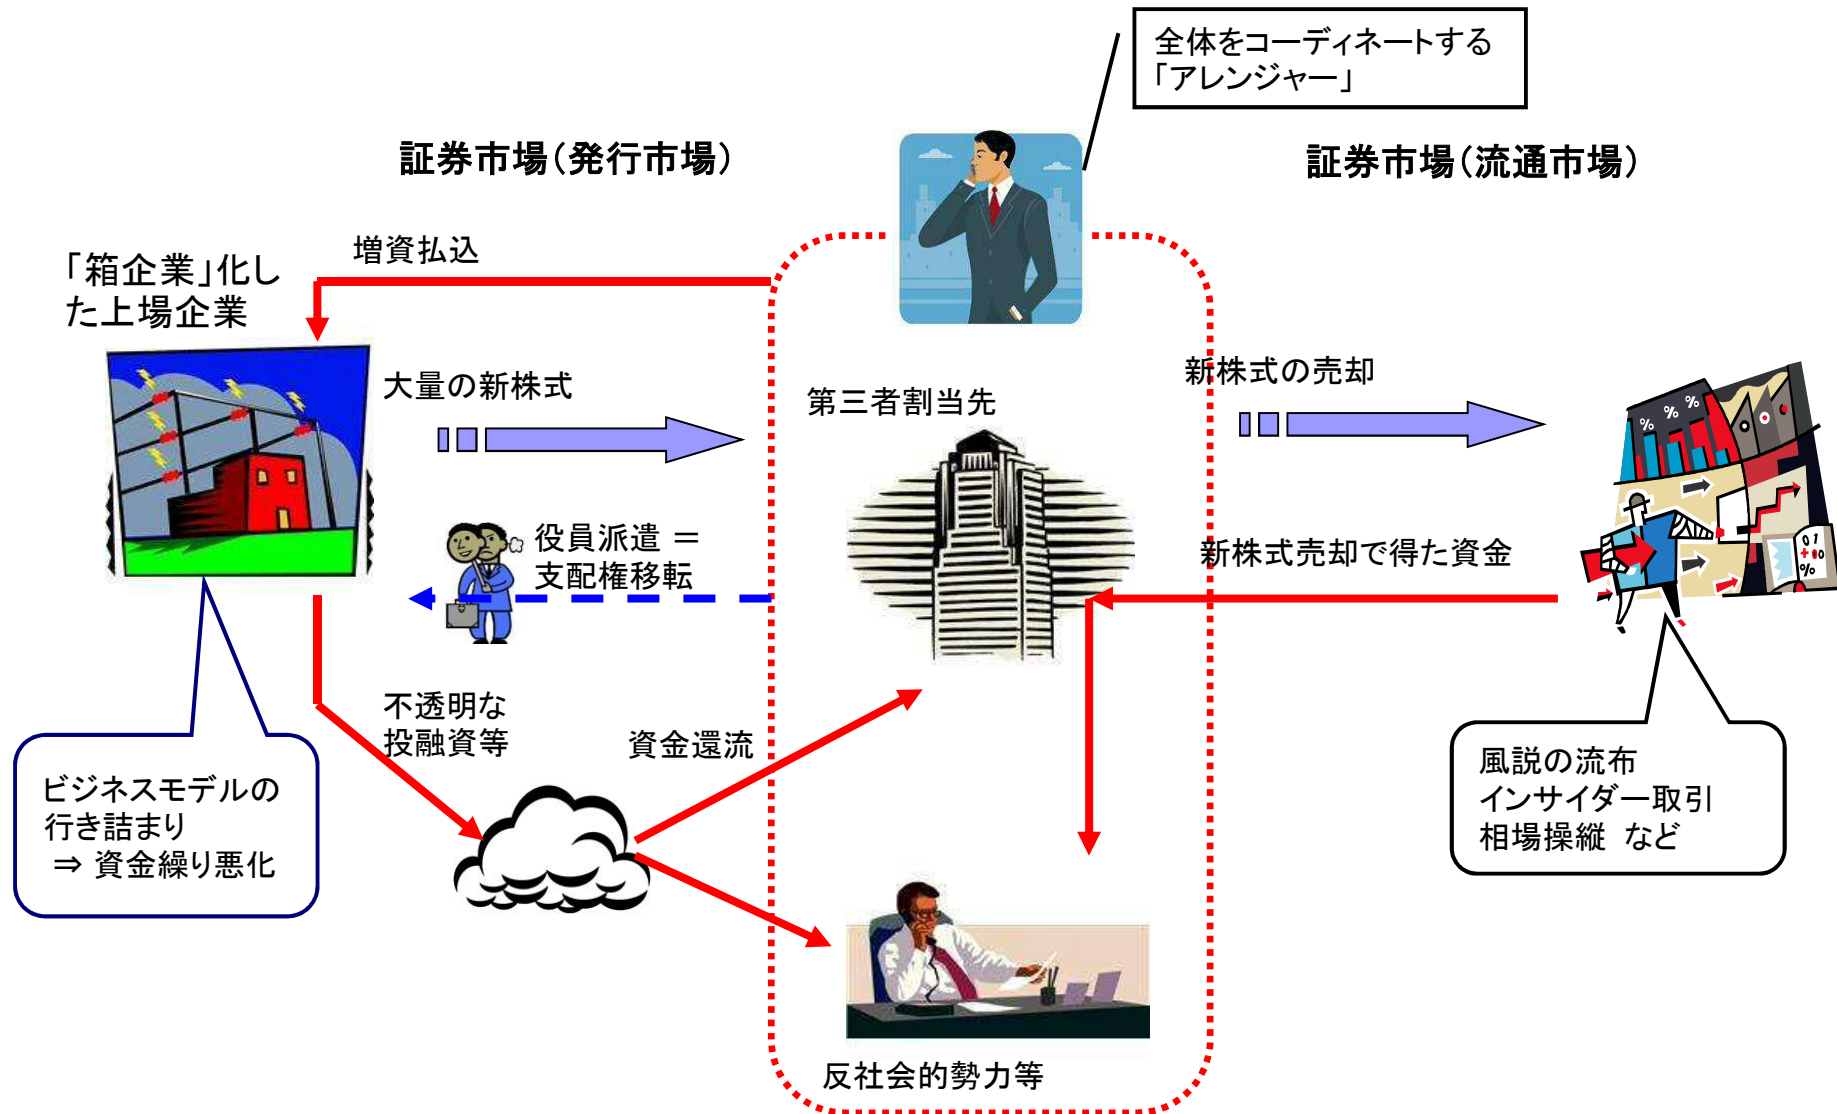 全体をコーディネートする
「アレンジャー」
証券市場（発行市場）
証券市場（流通市場）
増資払込
「箱企業」化し
た上場企業
大量の新株式
第三者割当先
新株式の売却
役員派遣 ＝
支配権移転
新株式売却で得た資金
不透明な
投融資等
資金還流
ビジネスモデルの
行き詰まり
⇒ 資金繰り悪化
風説の流布
インサイダー取引
相場操縦 など
反社会的勢力等
% % %
0 1
+ 0 0
%